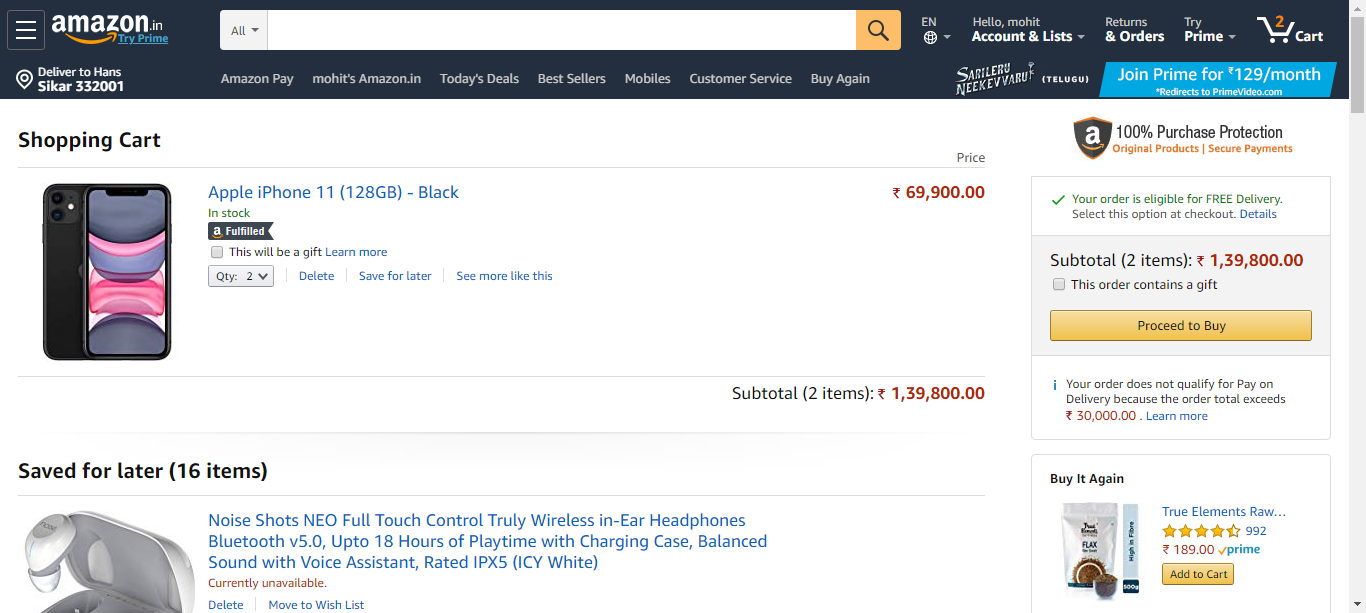 amazon.in
Try Prime
All
EN
Hello, mohit
Account & Lists
Returns
& Orders
Try
Prime
2
Cart
Deliver to Hans
Sikar 332001
Amazon Pay
mohit's Amazon.in
Today's Deals
Best Sellers
Mobiles
Customer Service
Buy Again
SARILERU
NEEKEVVARU
(TELUGU)
Join Prime for ₹129/month
*Redirects to PrimeVideo.com
Shopping Cart
Price
Apple iPhone 11 (128GB) - Black
₹ 69,900.00
In stock
a Fulfilled
This will be a gift Learn more
Qty: 2
Delete
Save for later
See more like this
Subtotal (2 items): ₹ 1,39,800.00
Saved for later (16 items)
Noise Shots NEO Full Touch Control Truly Wireless in-Ear Headphones
Bluetooth v5.0, Upto 18 Hours of Playtime with Charging Case, Balanced
Sound with Voice Assistant, Rated IPX5 (ICY White)
Currently unavailable.
Delete
Move to Wish List
a
100% Purchase Protection
Original Products | Secure Payments
Your order is eligible for FREE Delivery.
Select this option at checkout. Details
Subtotal (2 items): ₹ 1,39,800.00
This order contains a gift
Proceed to Buy
Your order does not qualify for Pay on
Delivery because the order total exceeds
₹ 30,000.00 . Learn more
Buy It Again
True Elements Raw…
992
₹ 189.00 prime
Add to Cart
True
Elements
FLAX
High in Fibre
500g